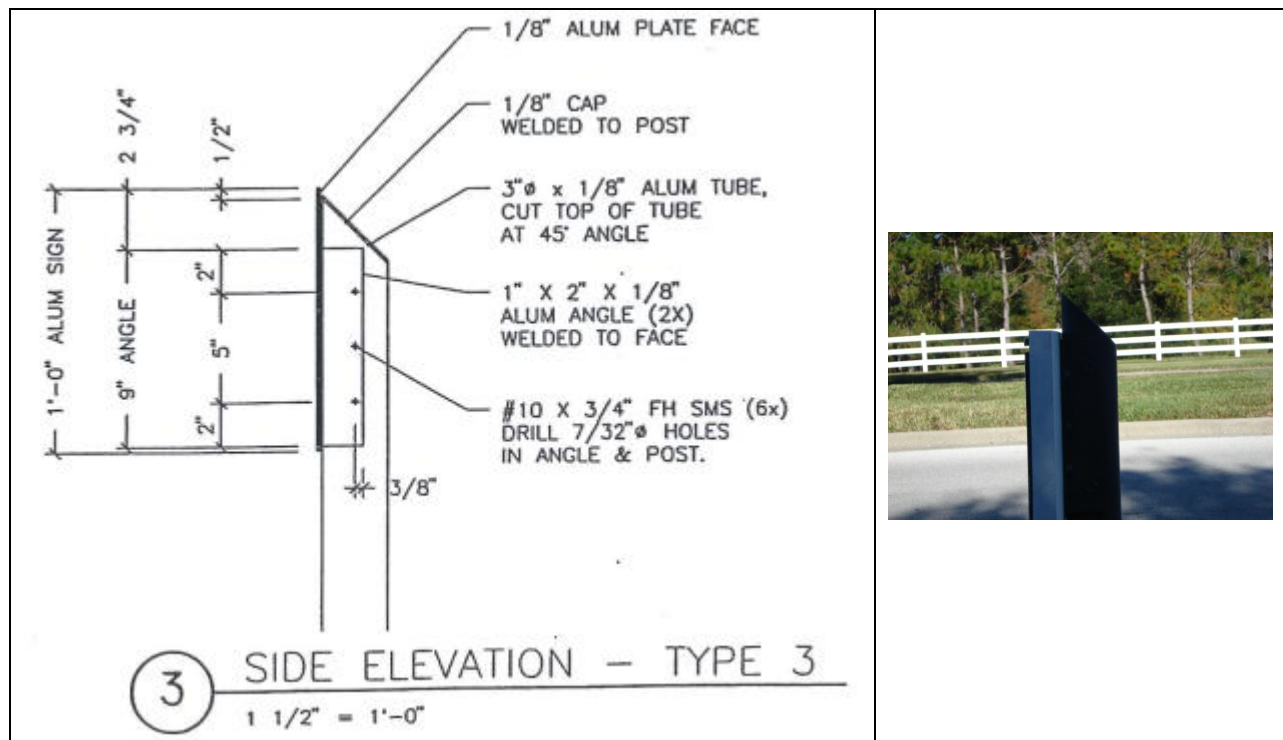 1/8" ALUM PLATE FACE
1/8" CAP
WELDED TO POST
3"ø x 1/8" ALUM TUBE,
CUT TOP OF TUBE
AT 45° ANGLE
1" X 2" X 1/8"
ALUM ANGLE (2X)
WELDED TO FACE
#10 X 3/4" FH SMS (6x)
DRILL 7/32"ø HOLES
IN ANGLE & POST.
1'-0" ALUM SIGN
2 3/4"
9" ANGLE
1/2"
2"
5"
2"
3/8"
3
SIDE ELEVATION - TYPE 3
1 1/2" = 1'-0"